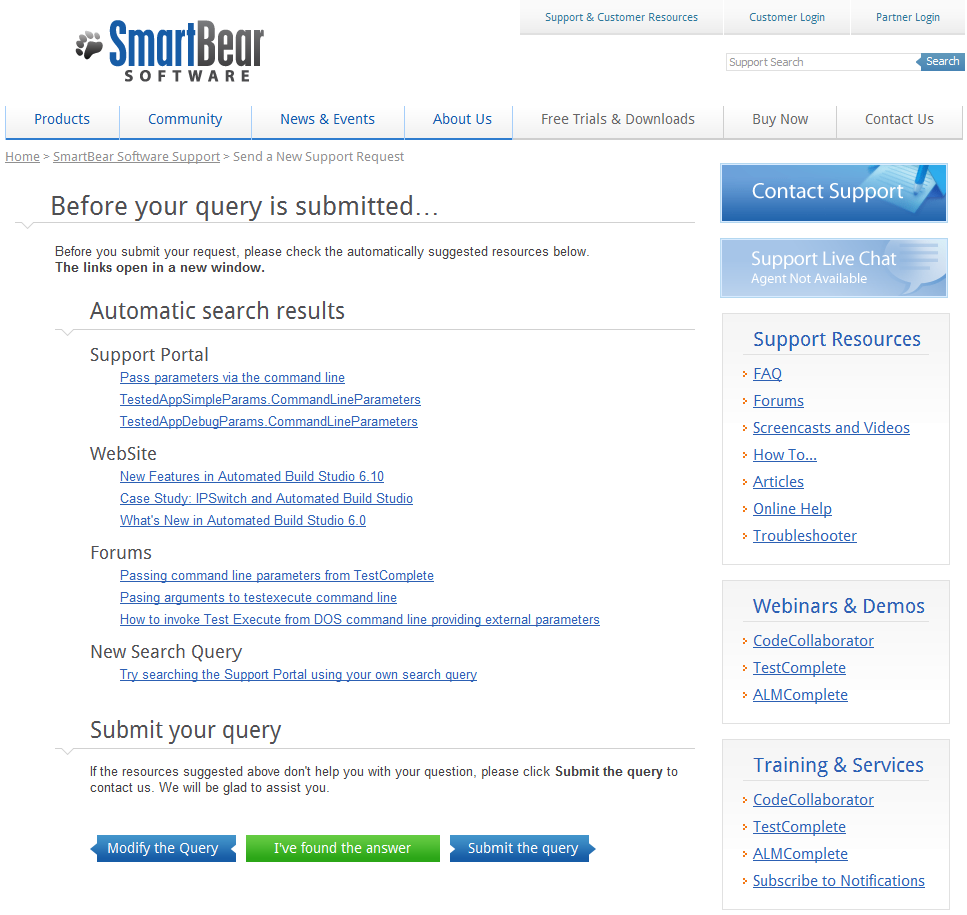 Support & Customer Resources
Customer Login
Partner Login
SmartBear
SOFTWARE
Support Search
Search
Products
Community
News & Events
About Us
Free Trials & Downloads
Buy Now
Contact Us
Home > SmartBear Software Support > Send a New Support Request
Before your query is submitted...
Before you submit your request, please check the automatically suggested resources below.
The links open in a new window.
Automatic search results
Support Portal
Pass parameters via the command line
TestedAppSimpleParams.CommandLineParameters
TestedAppDebugParams.CommandLineParameters
WebSite
New Features in Automated Build Studio 6.10
Case Study: IPSwitch and Automated Build Studio
What's New in Automated Build Studio 6.0
Forums
Passing command line parameters from TestComplete
Pasing arguments to testexecute command line
How to invoke Test Execute from DOS command line providing external parameters
New Search Query
Try searching the Support Portal using your own search query
Submit your query
If the resources suggested above don't help you with your question, please click Submit the query to
contact us. We will be glad to assist you.
Modify the Query
I've found the answer
Submit the query
Contact Support
Support Live Chat
Agent Not Available
Support Resources
FAQ
Forums
Screencasts and Videos
How To...
Articles
Online Help
Troubleshooter
Webinars & Demos
CodeCollaborator
TestComplete
ALMComplete
Training & Services
CodeCollaborator
TestComplete
ALMComplete
Subscribe to Notifications